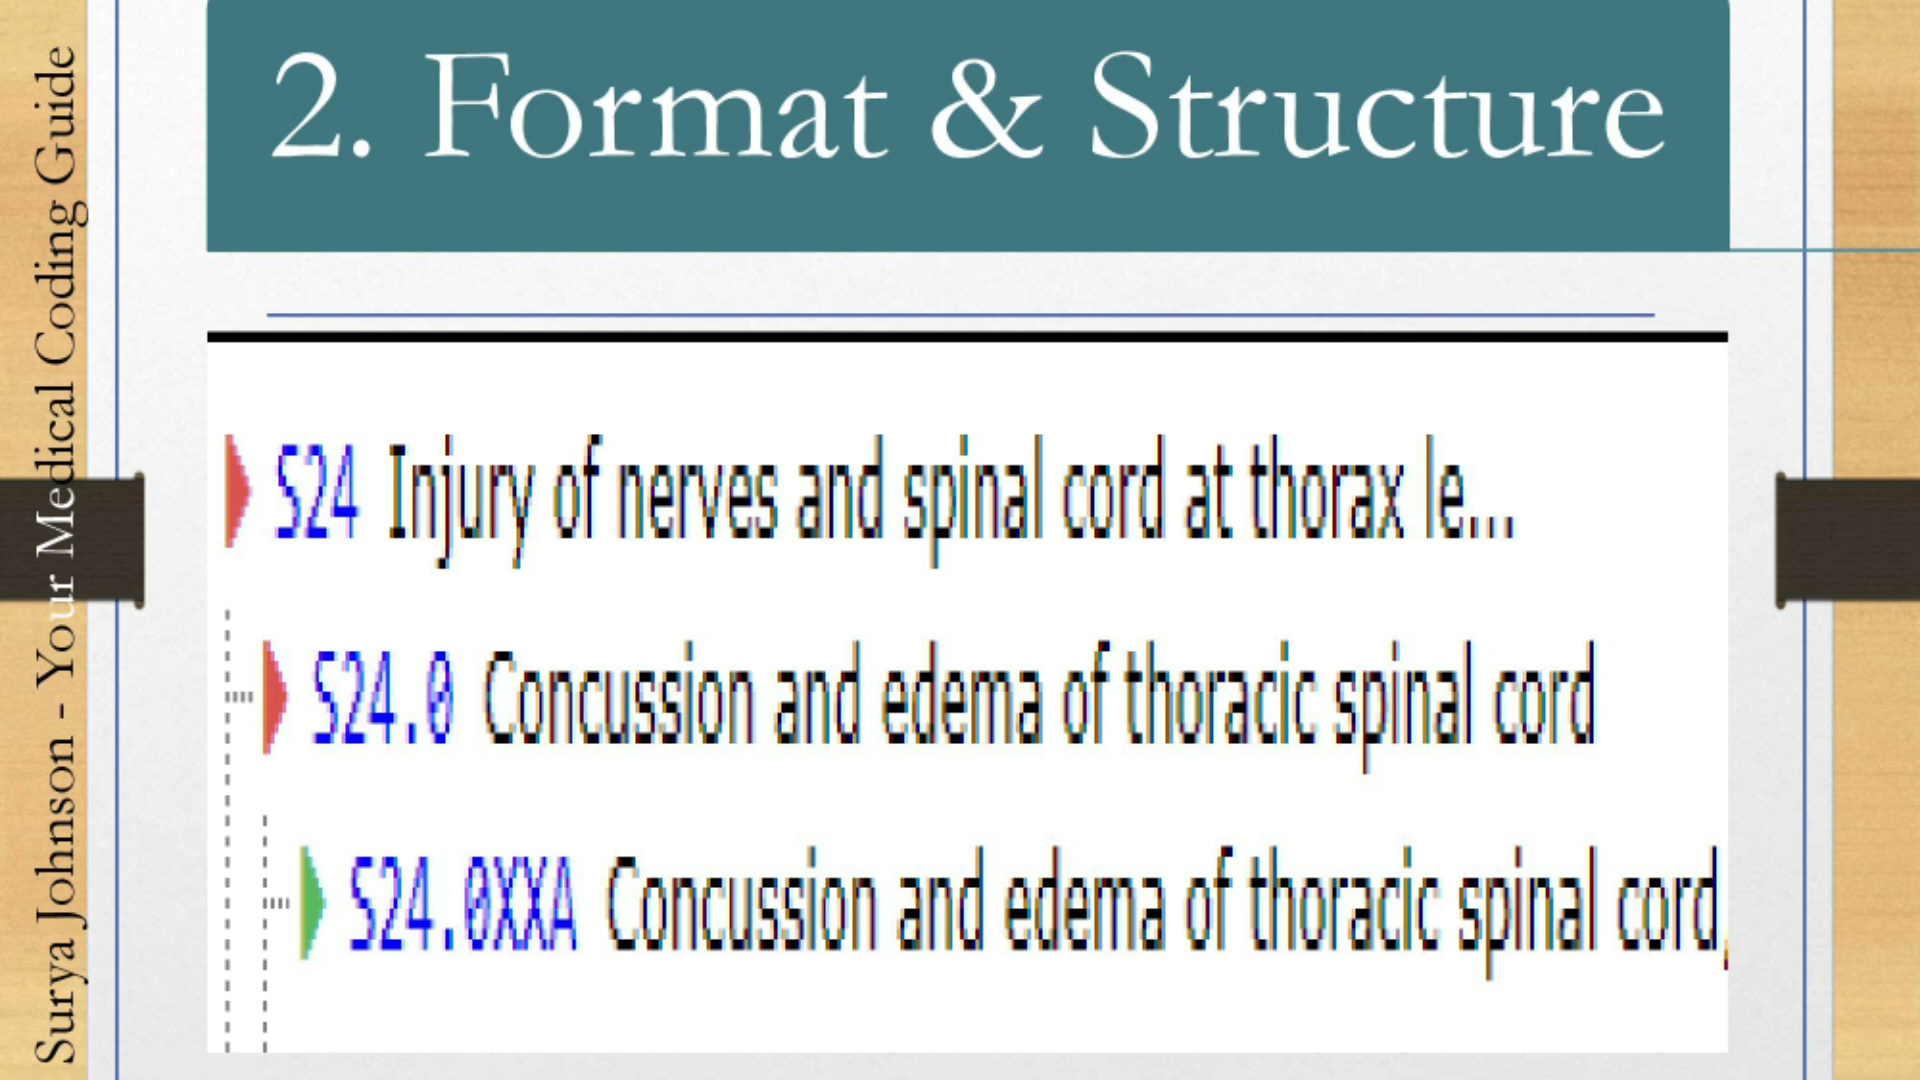 2. Format & Structure
S24 Injury of nerves and spinal cord at thorax le...
S24.0 Concussion and edema of thoracic spinal cord
S24.0XXA Concussion and edema of thoracic spinal cord,
Surya Johnson - Your Medical Coding Guide